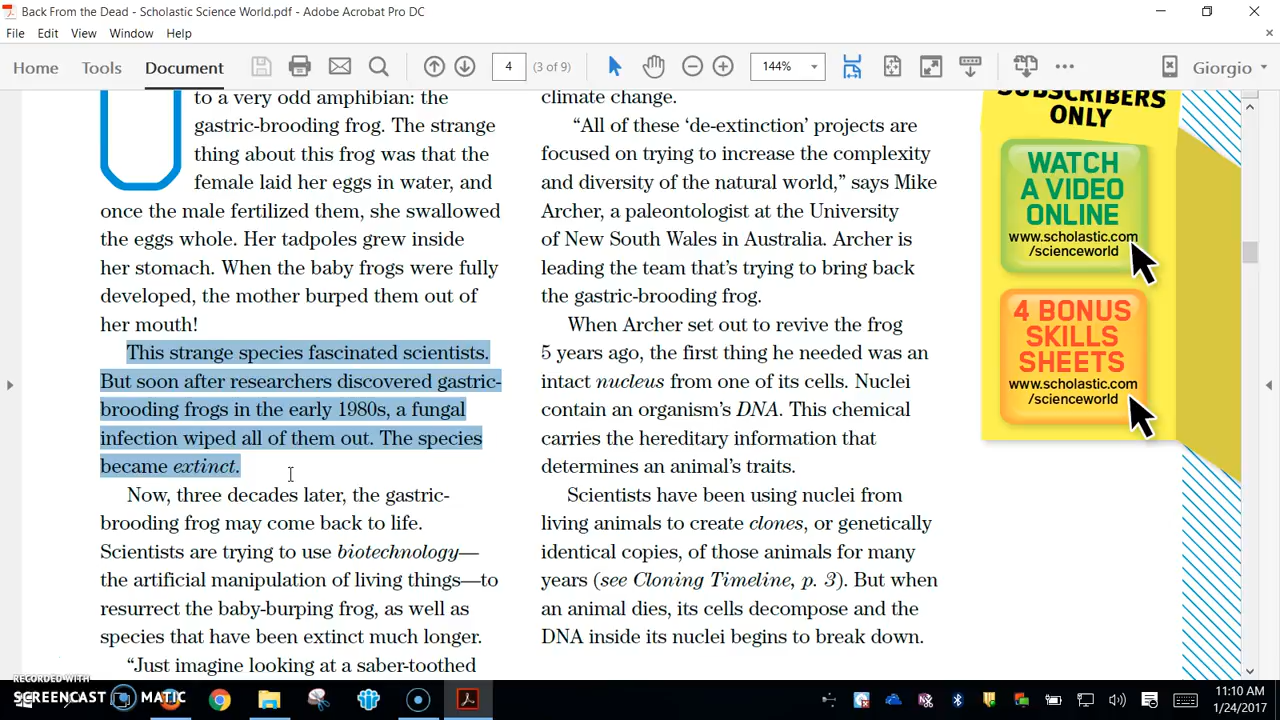 Back From the Dead - Scholastic Science World.pdf - Adobe Acrobat Pro DC
File Edit View Window Help
Home Tools Document 4 (3 of 9) 144% Giorgio
to a very odd amphibian: the
gastric-brooding frog. The strange
thing about this frog was that the
female laid her eggs in water, and
once the male fertilized them, she swallowed
the eggs whole. Her tadpoles grew inside
her stomach. When the baby frogs were fully
developed, the mother burped them out of
her mouth!
This strange species fascinated scientists.
But soon after researchers discovered gastric-
brooding frogs in the early 1980s, a fungal
infection wiped all of them out. The species
became extinct.
Now, three decades later, the gastric-
brooding frog may come back to life.
Scientists are trying to use biotechnology—
the artificial manipulation of living things—to
resurrect the baby-burping frog, as well as
species that have been extinct much longer.
“Just imagine looking at a saber-toothed
climate change.
“All of these ‘de-extinction’ projects are
focused on trying to increase the complexity
and diversity of the natural world,” says Mike
Archer, a paleontologist at the University
of New South Wales in Australia. Archer is
leading the team that’s trying to bring back
the gastric-brooding frog.
When Archer set out to revive the frog
5 years ago, the first thing he needed was an
intact nucleus from one of its cells. Nuclei
contain an organism’s DNA. This chemical
carries the hereditary information that
determines an animal’s traits.
Scientists have been using nuclei from
living animals to create clones, or genetically
identical copies, of those animals for many
years (see Cloning Timeline, p. 3). But when
an animal dies, its cells decompose and the
DNA inside its nuclei begins to break down.
SUBSCRIBERS
ONLY
WATCH
A VIDEO
ONLINE
www.scholastic.com
/scienceworld
4 BONUS
SKILLS
SHEETS
www.scholastic.com
/scienceworld
RECORDED WITH
SCREENCAST MATIC
11:10 AM
1/24/2017